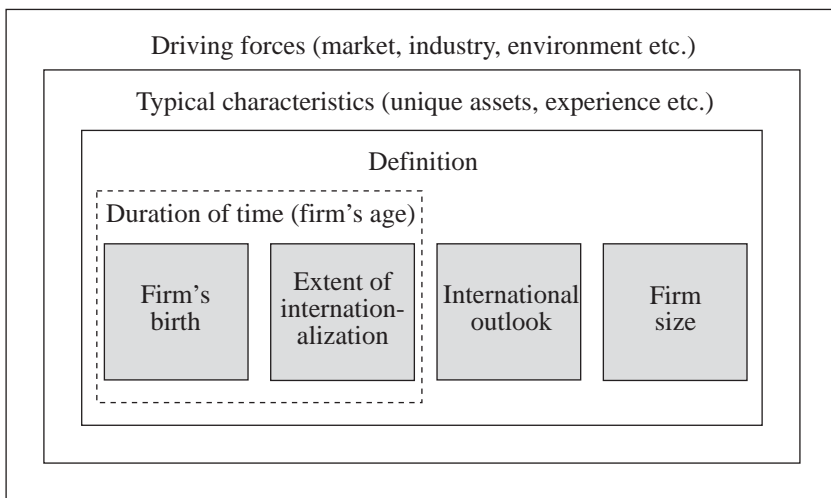 Driving forces (market, industry, environment etc.)
Typical characteristics (unique assets, experience etc.)
Definition
Duration of time (firm’s age)
Firm’s
birth
Extent of
internation-
alization
International
outlook
Firm
size